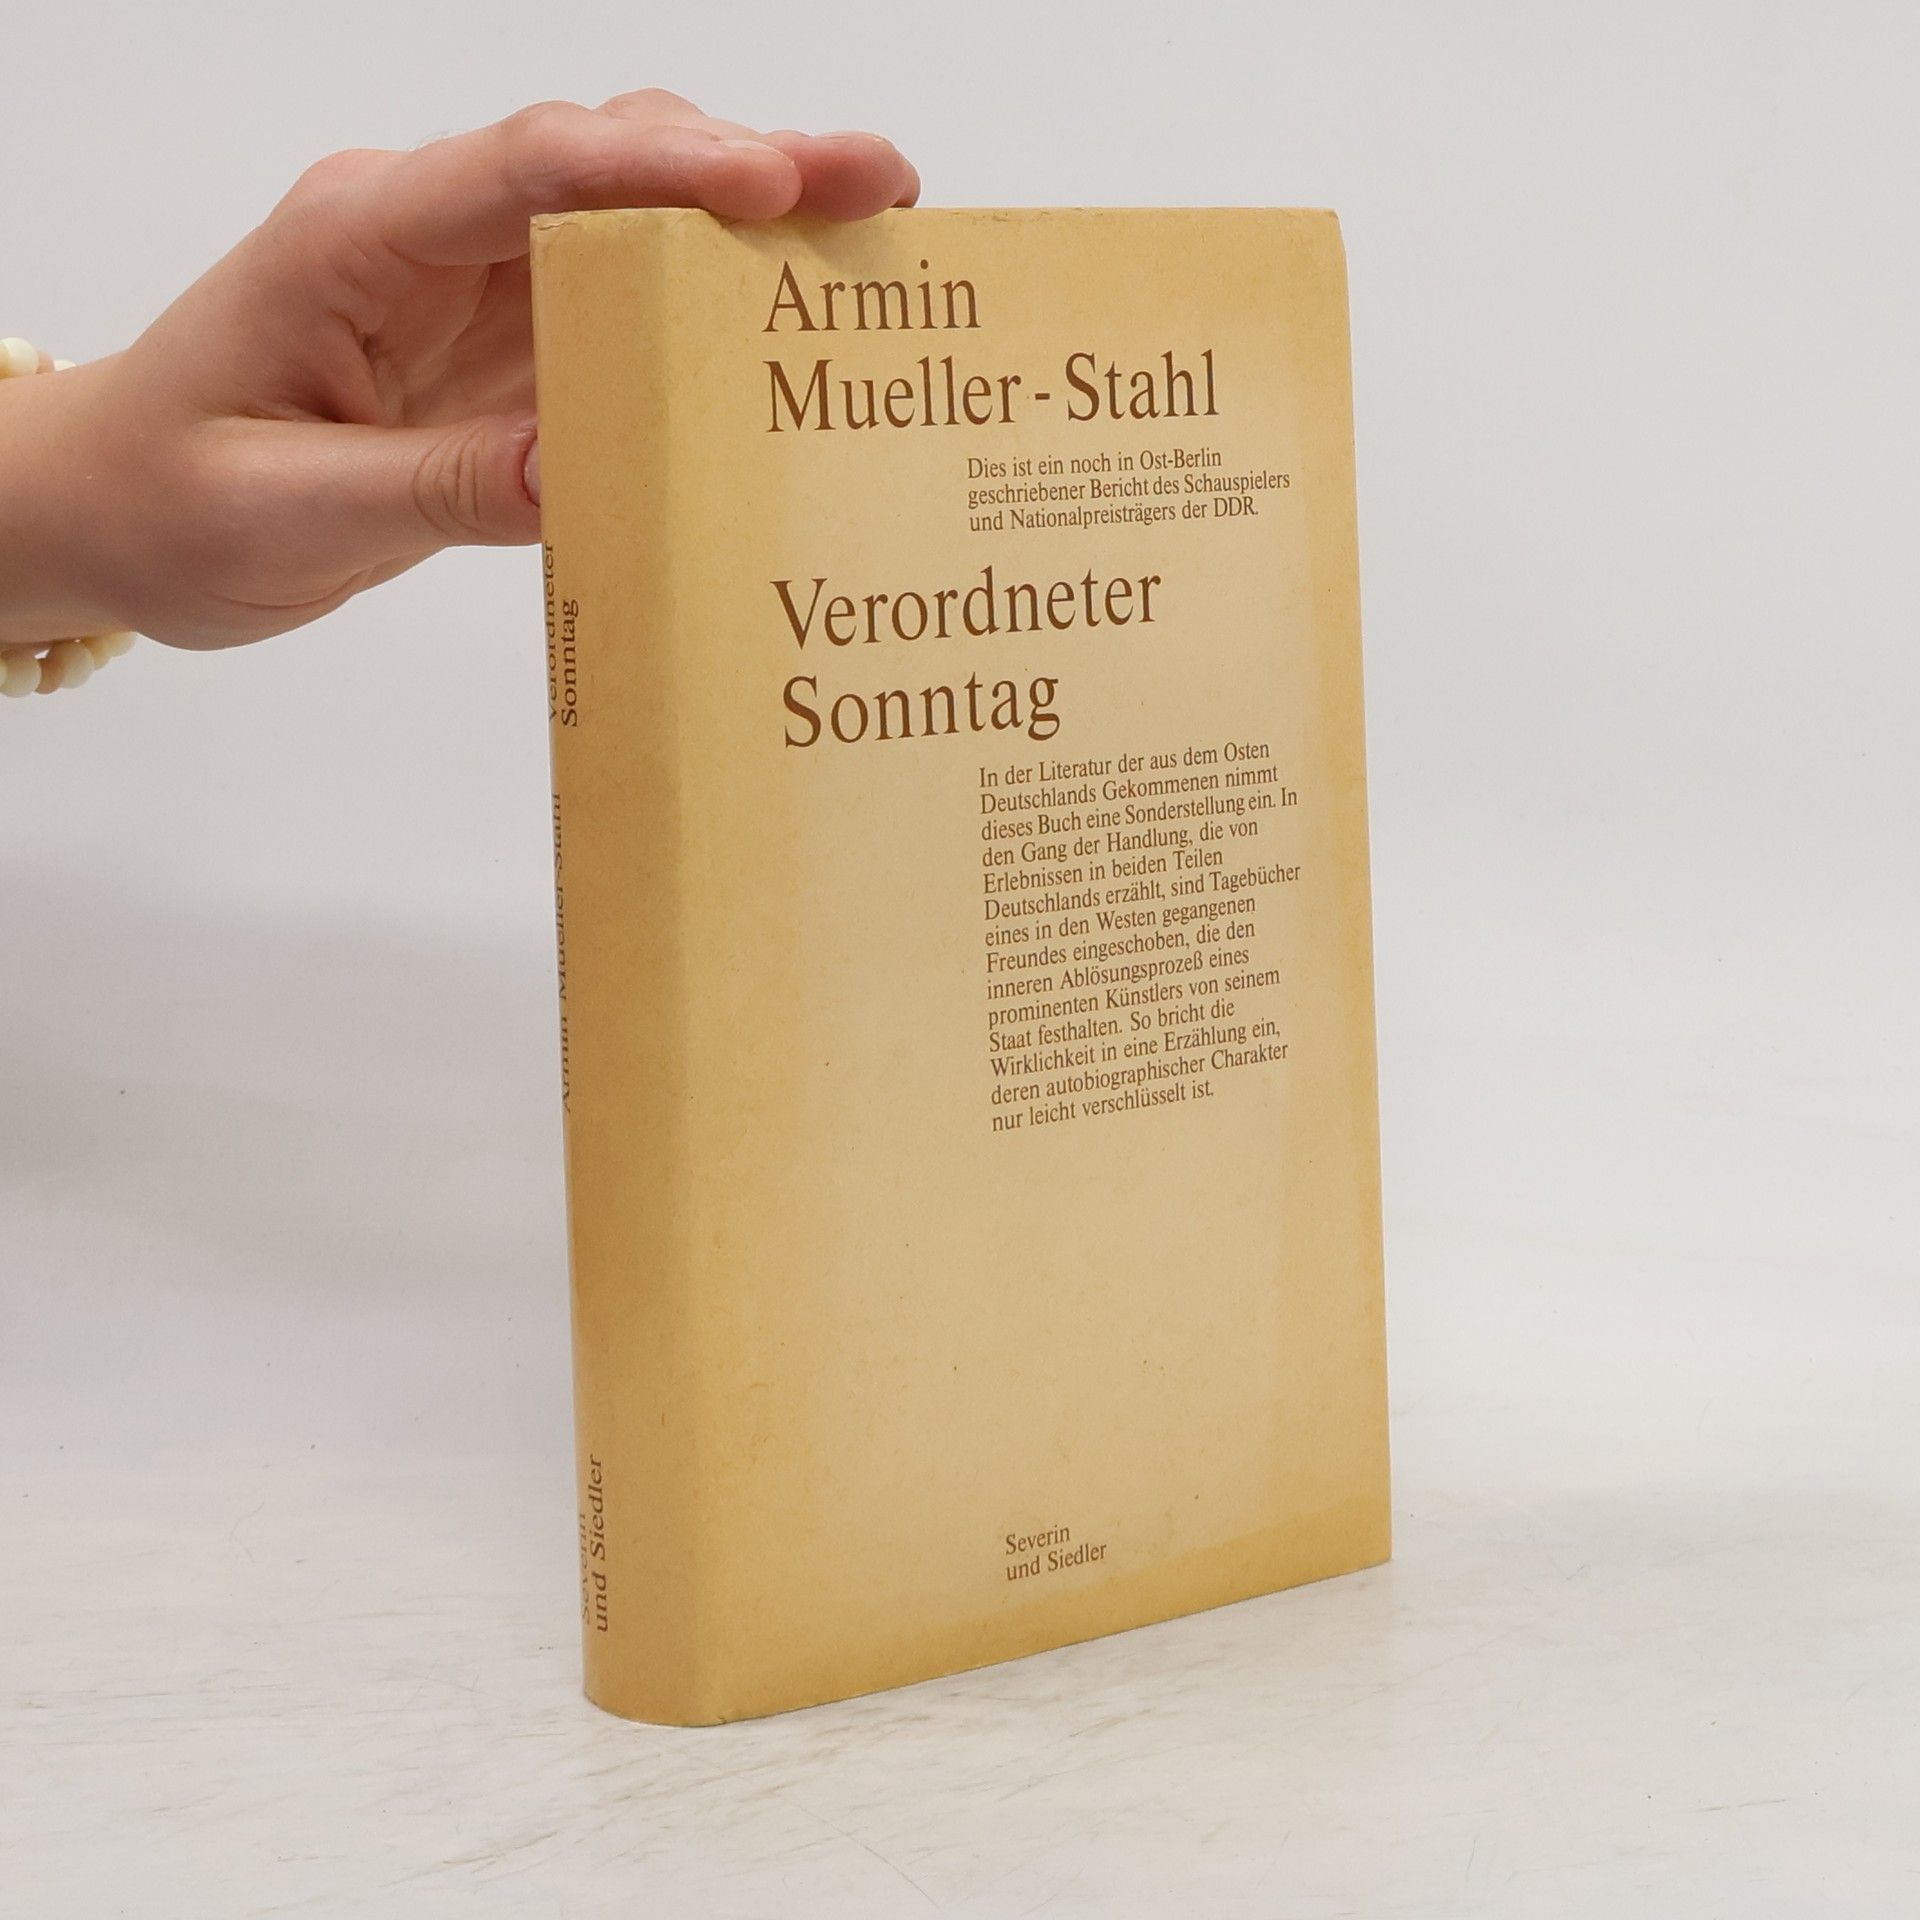 Armin
Mueller-Stahl
Dies ist ein noch in Ost-Berlin
geschriebener Bericht des Schauspielers
und Nationalpreisträgers der DDR.
Verordneter
Sonntag
In der Literatur der aus dem Osten
Deutschlands Gekommenen nimmt
dieses Buch eine Sonderstellung ein. In
den Gang der Handlung, die von
Erlebnissen in beiden Teilen
Deutschlands erzählt, sind Tagebücher
eines in den Westen gegangenen
Freundes eingeschoben, die den
inneren Ablösungsprozeß eines
prominenten Künstlers von seinem
Staat festhalten. So bricht die
Wirklichkeit in eine Erzählung ein,
deren autobiographischer Charakter
nur leicht verschlüsselt ist.
Severin
und Siedler
Verordneter
Sonntag
Armin Mueller-Stahl
Severin
und Siedler